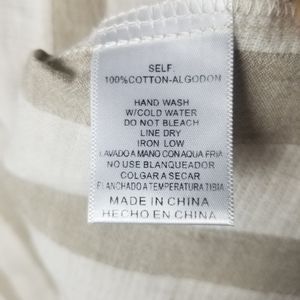 SELF:
100%COTTON-ALGODON
HAND WASH
W/COLD WATER
DO NOT BLEACH
LINE DRY
IRON LOW
LAVADO A MANO CON AQUA FRIA
NO USE BLANQUEADOR
COLGAR A SECAR
PLANCHADO A TEMPERATURA TIBIA
MADE IN CHINA
HECHO EN CHINA